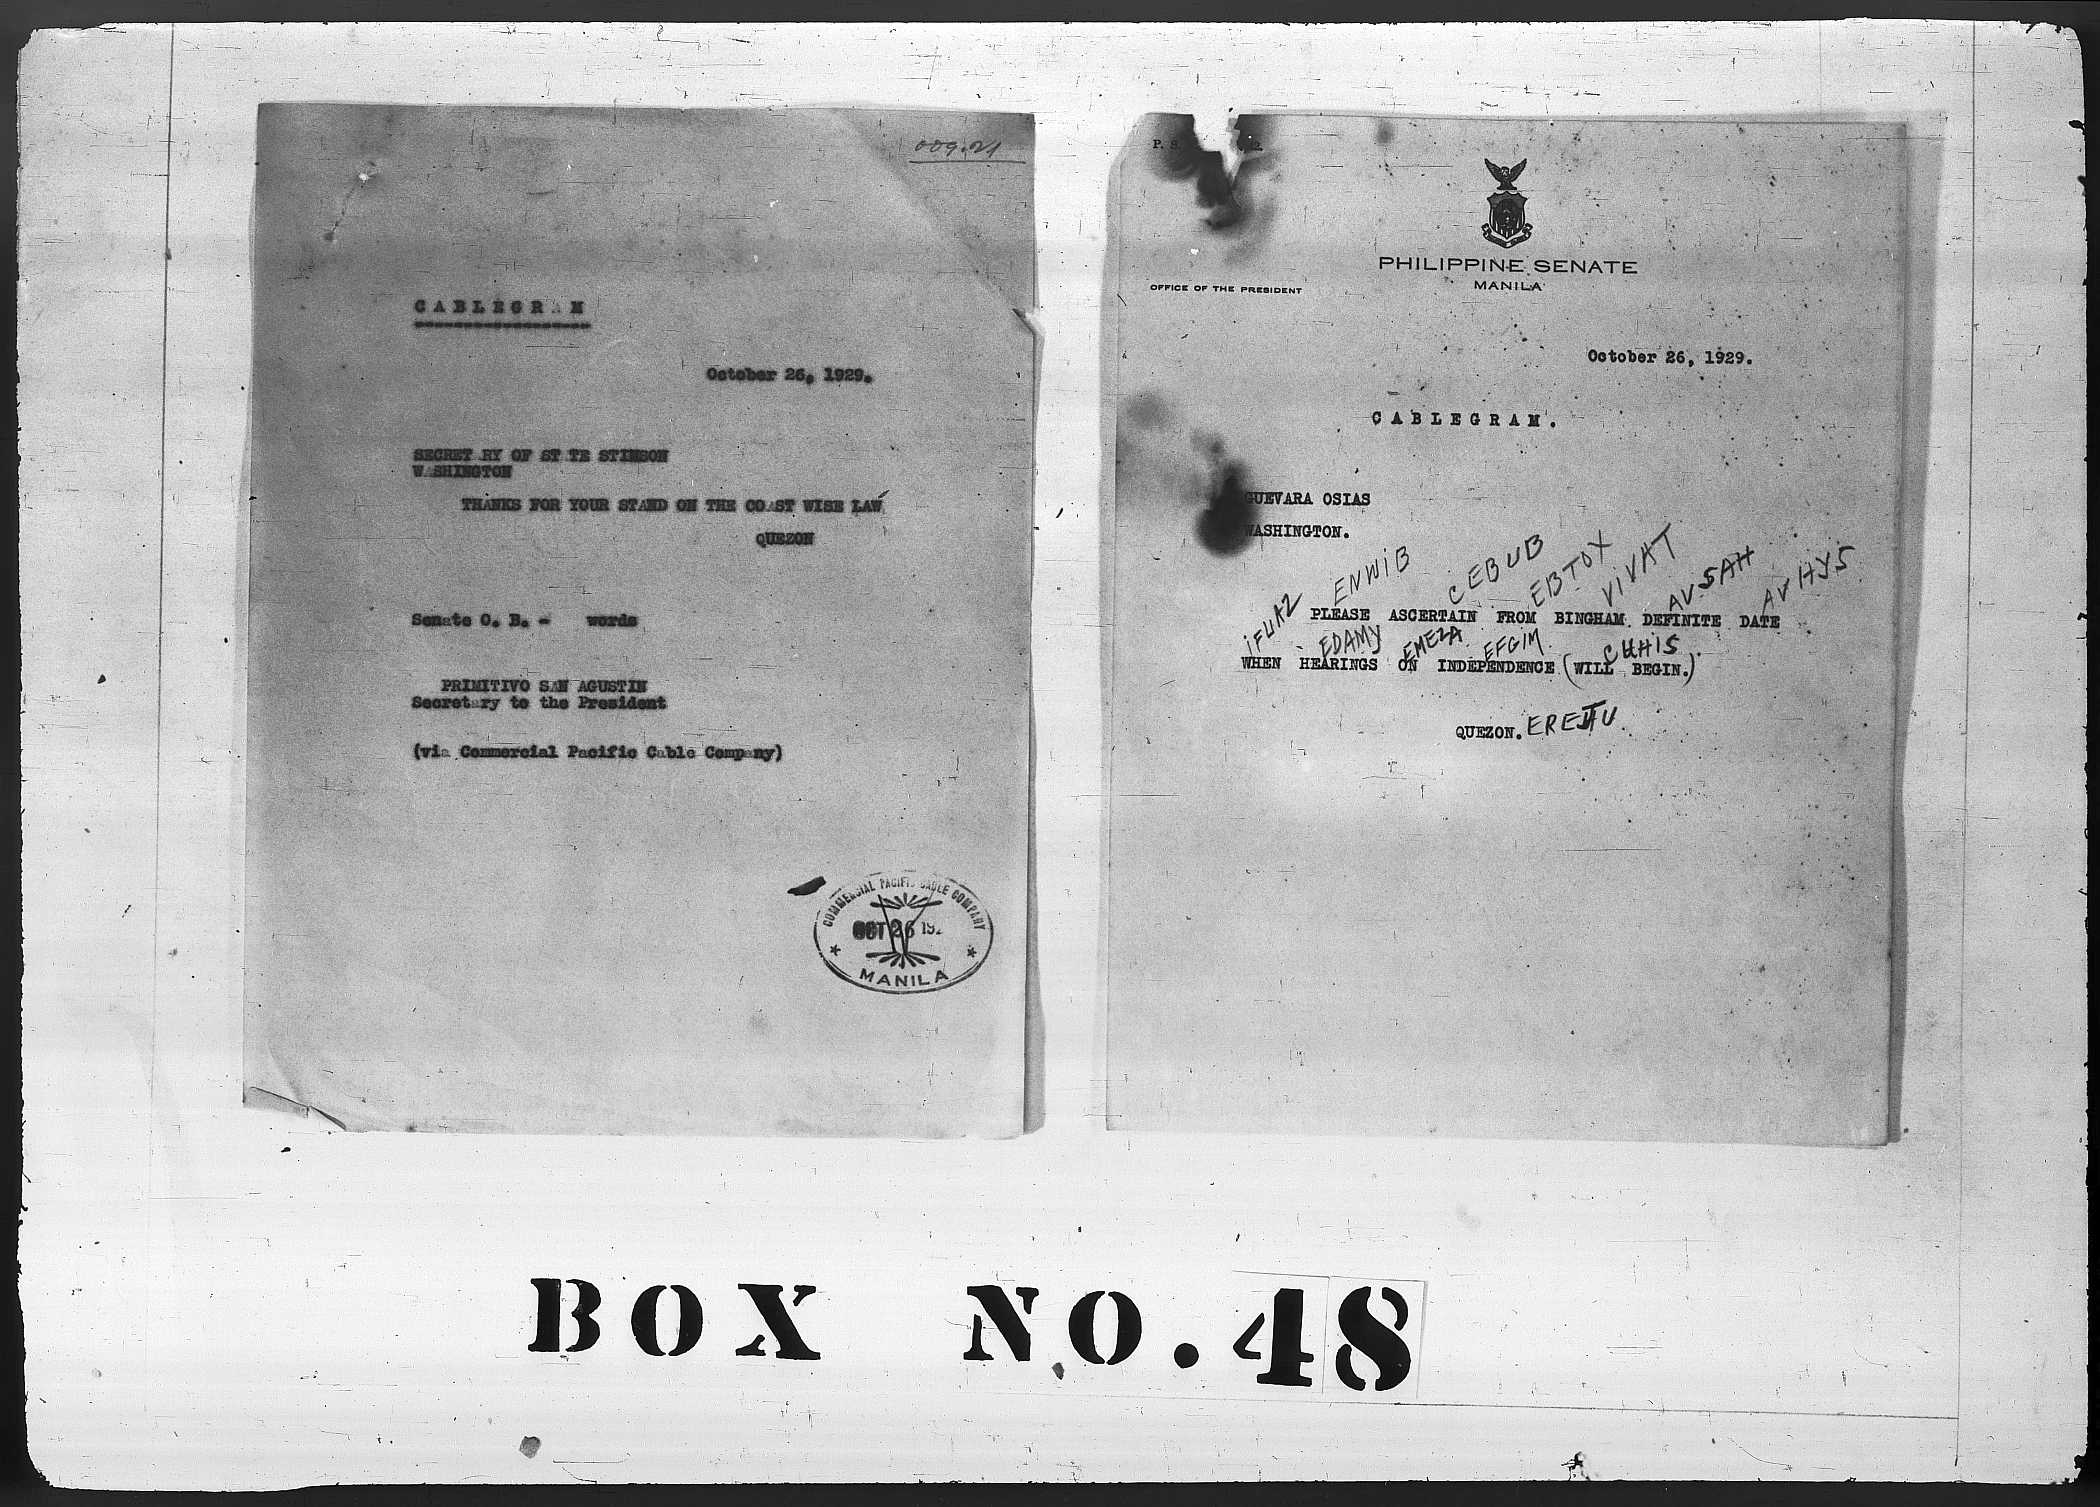 009.21
C A B L E G R A M
October 26, 1929.
SECRETARY OF STATE STIMSON
WASHINGTON
THANKS FOR YOUR STAND ON THE COAST WISE LAW
QUEZON
Senate O. B. - words
PRIMITIVO SAN AGUSTIN
Secretary to the President
(via Commercial Pacific Cable Company)
COMMERCIAL PACIFIC CABLE COMPANY
OCT 26 192
MANILA
P. S.
PHILIPPINE SENATE
MANILA
OFFICE OF THE PRESIDENT
October 26, 1929.
C A B L E G R A M .
GUEVARA OSIAS
WASHINGTON.
ENWIB CEBUB EBTOX VIVAT AVSAH AVHYS
PLEASE ASCERTAIN FROM BINGHAM DEFINITE DATE
IFUAZ EDAMY EMEZA EFGIM CUHIS
WHEN HEARINGS ON INDEPENDENCE (WILL BEGIN.)
QUEZON.
BOX NO. 48